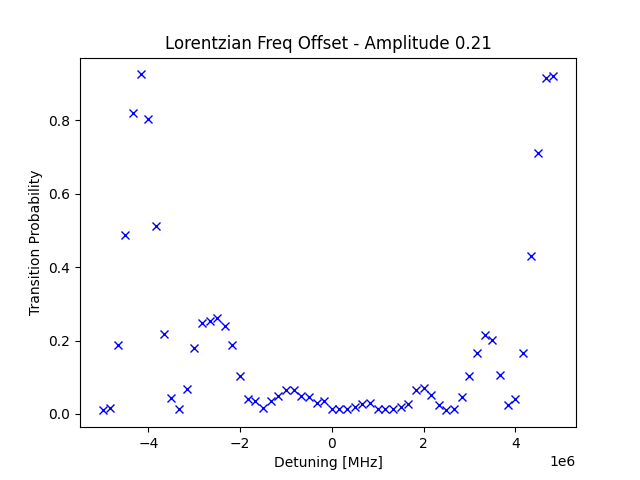 Lorentzian Freq Offset - Amplitude 0.21
Transition Probability
0.8
0.6
0.4
0.2
0.0
−4
−2
0
2
4
1e6
Detuning [MHz]